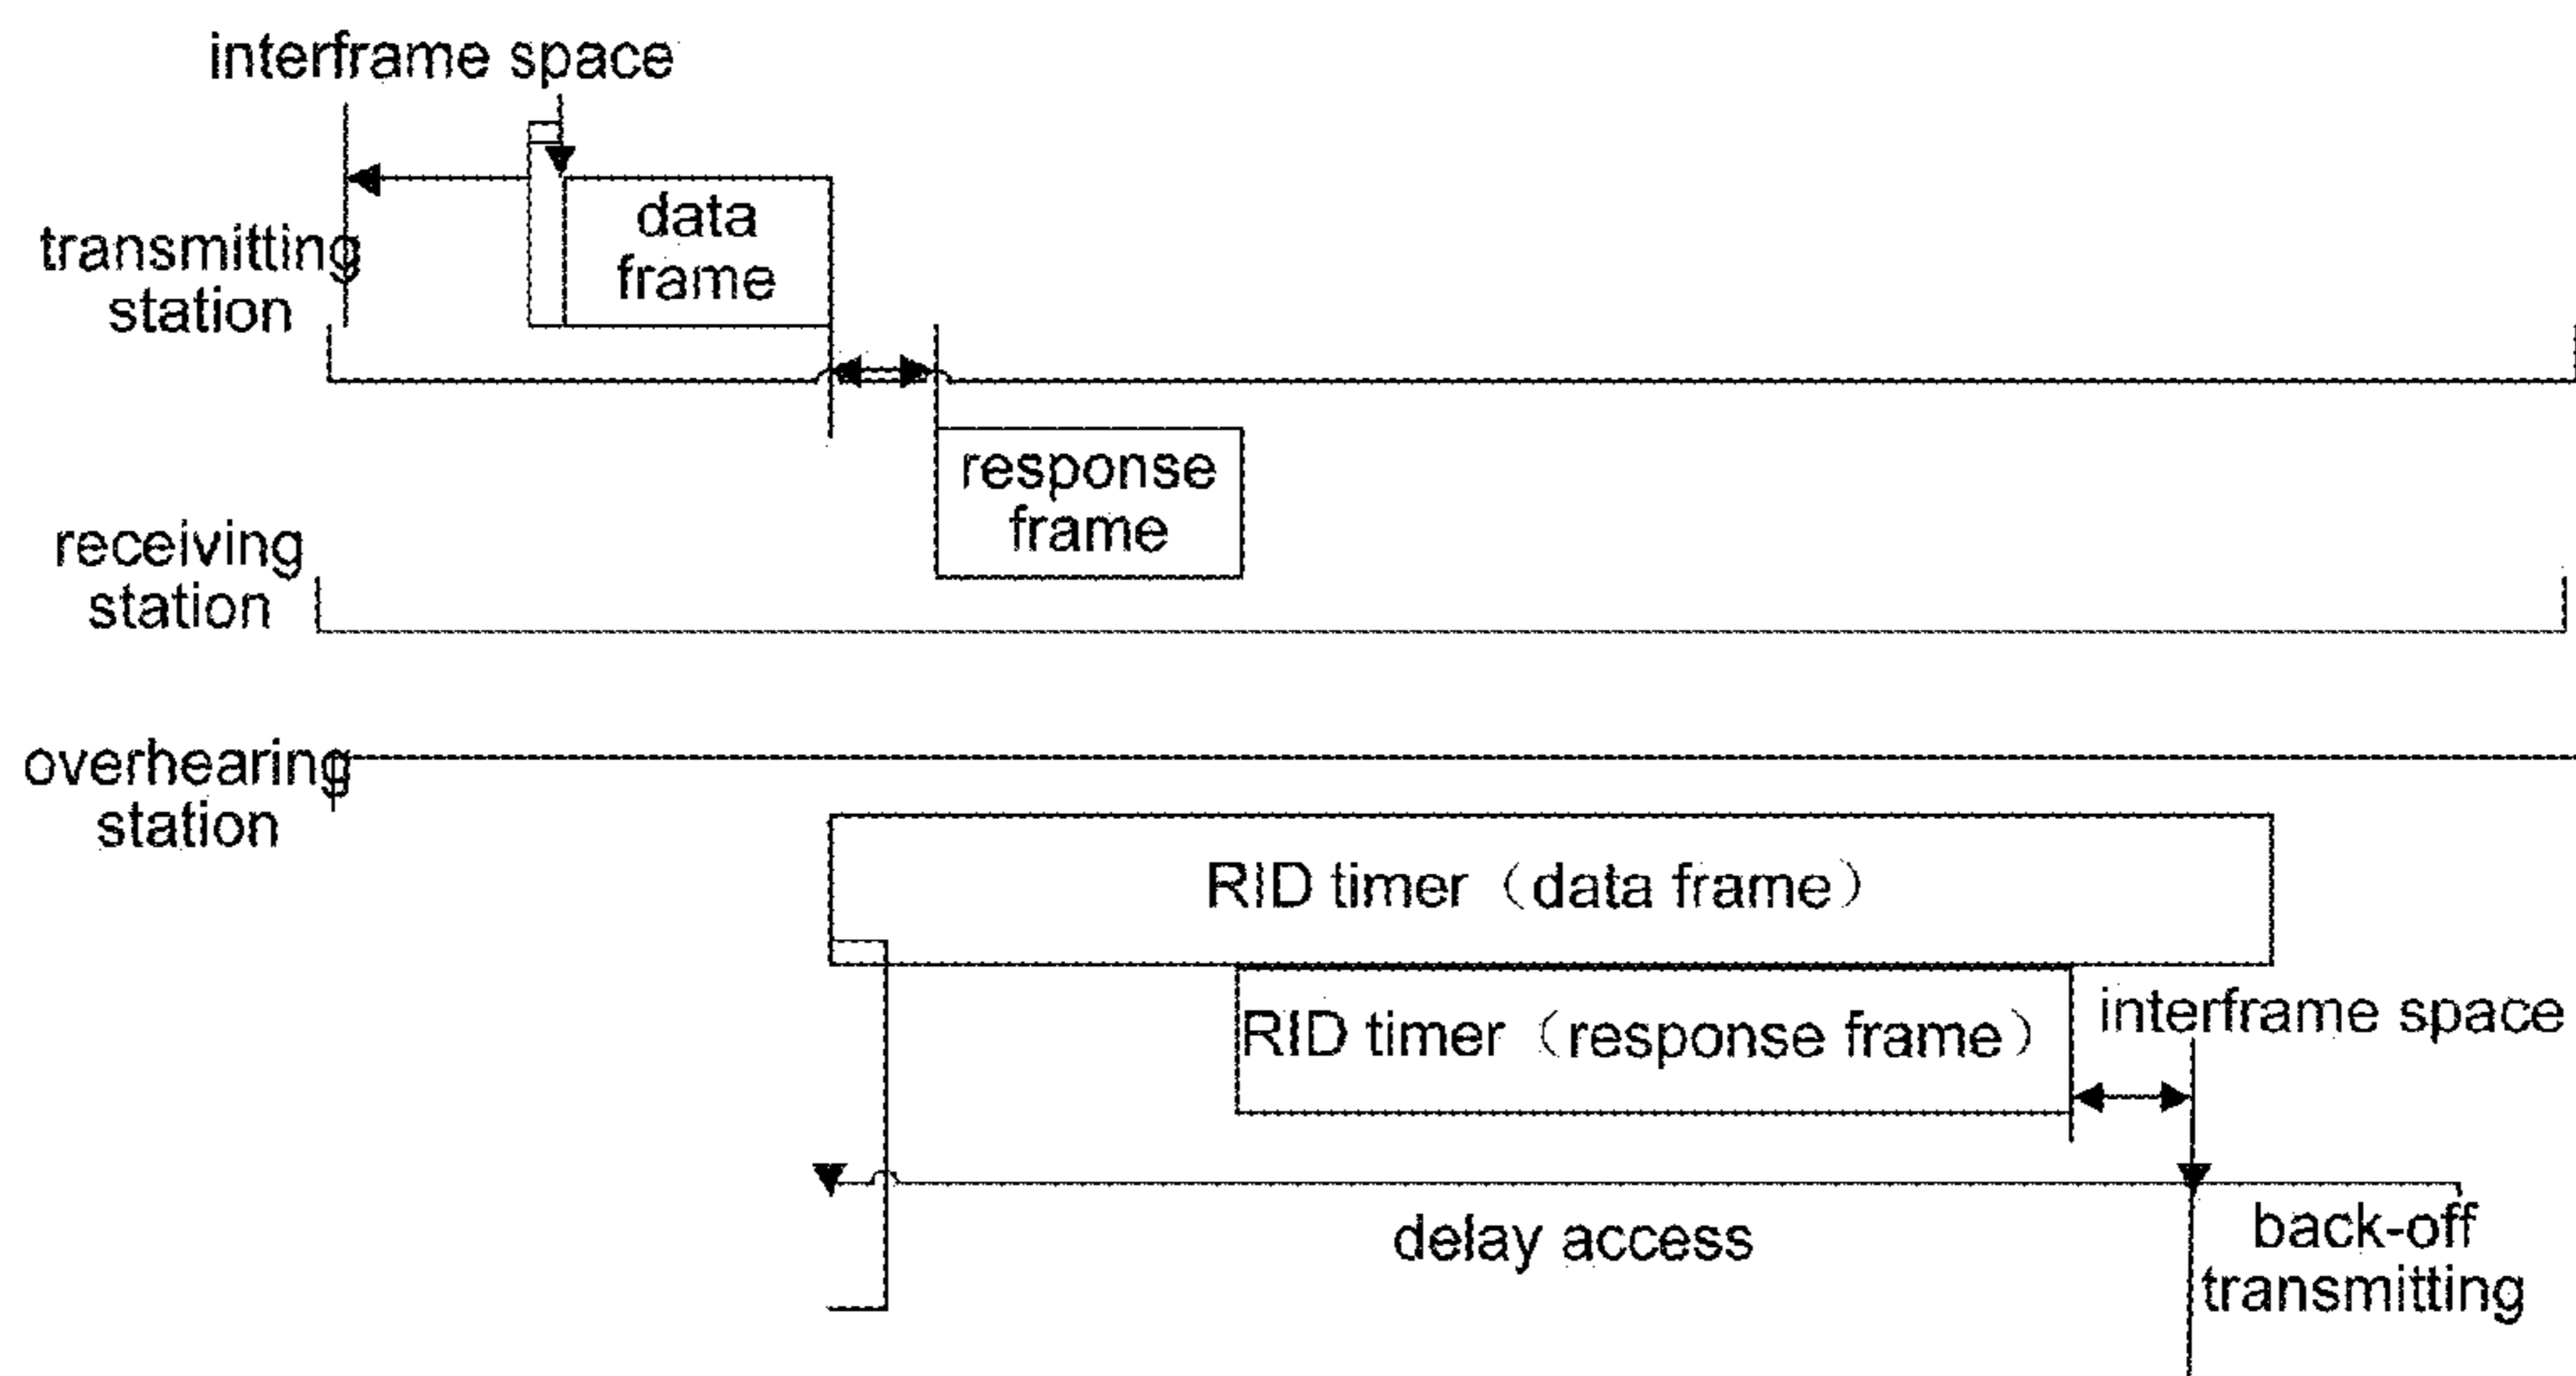 interframe space
data
frame
transmitting
station
response
frame
receiving
station
overhearing
station
RID timer（data frame）
RID timer（response frame）
interframe space
delay access
back-off
transmitting